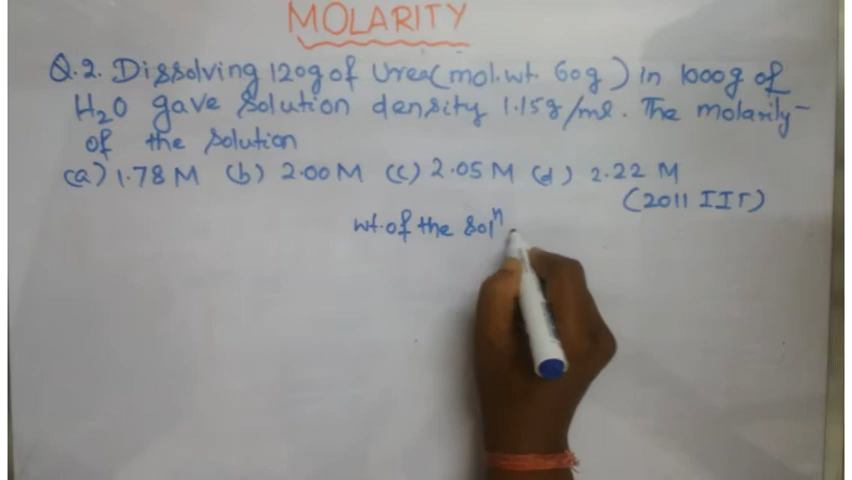 MOLARITY
Q.2. Dissolving 120g of Urea (mol.wt. 60g) in 1000g of
H₂O gave solution density 1.15g/ml. The molarity
of the solution
(a) 1.78 M (b) 2.00 M (c) 2.05 M (d) 2.22 M
(2011 IIT)
wt. of the solⁿ